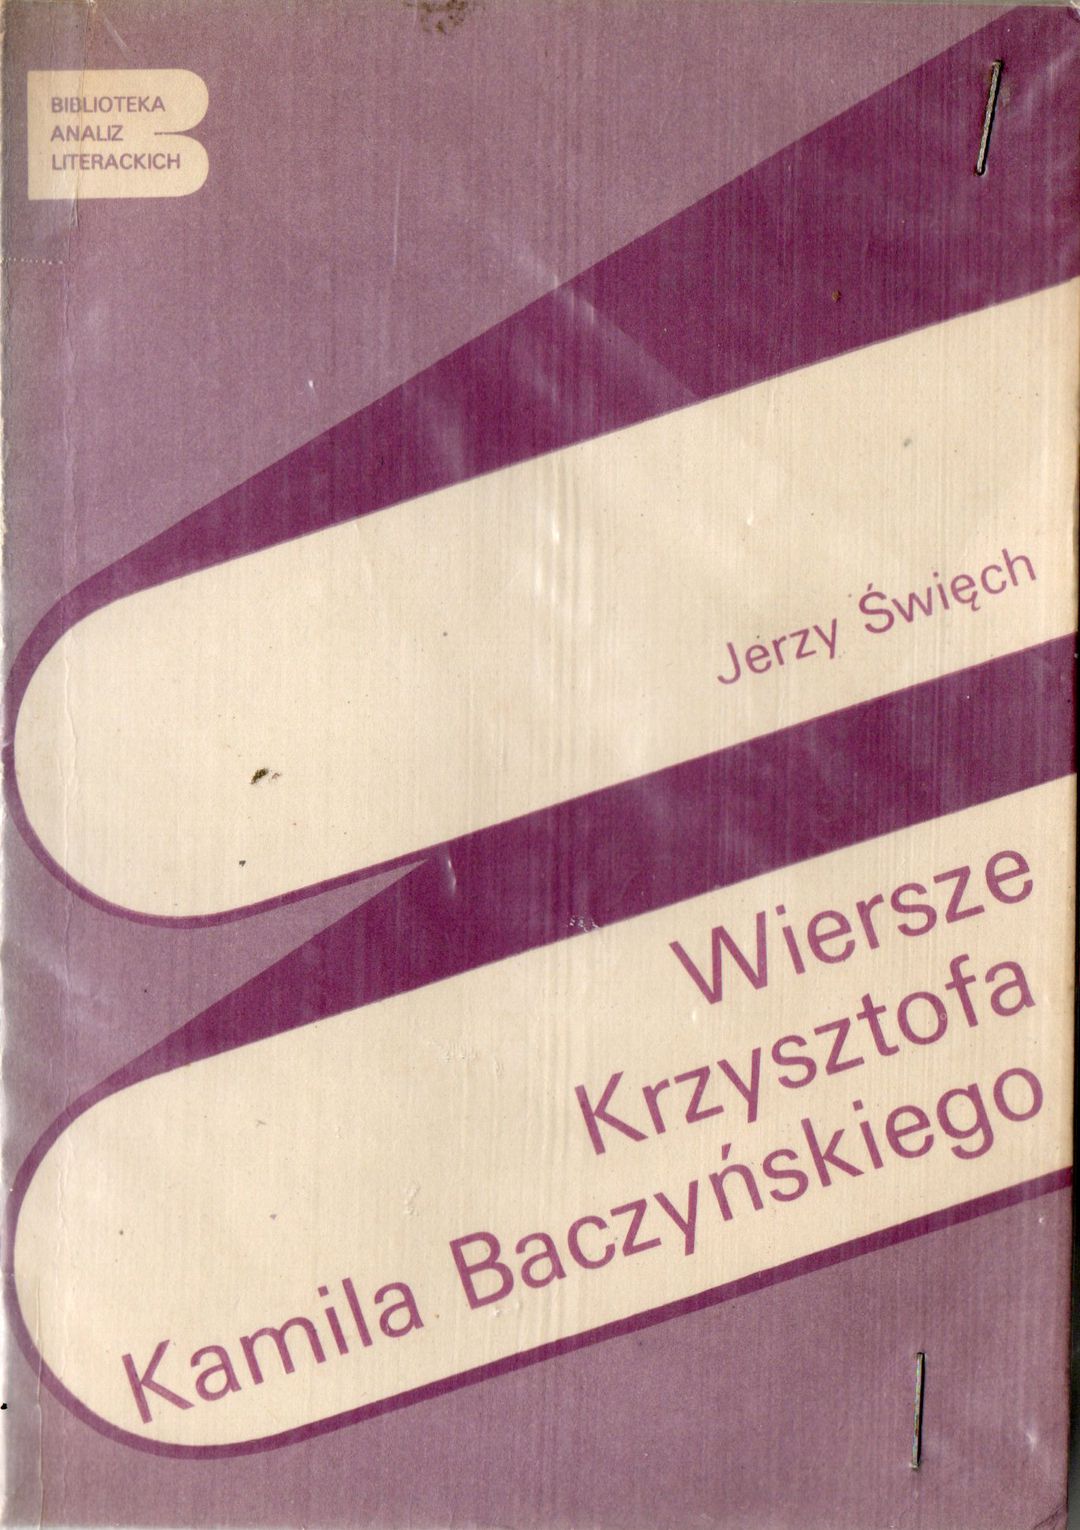 BIBLIOTEKA
ANALIZ
LITERACKICH
Jerzy Święch
Wiersze
Krzysztofa
Kamila Baczyńskiego